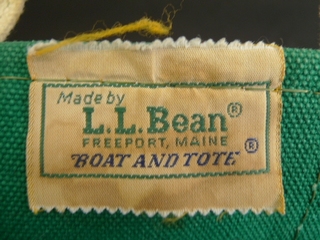 Made by
L.L.Bean®
FREEPORT, MAINE
BOAT AND TOTE®